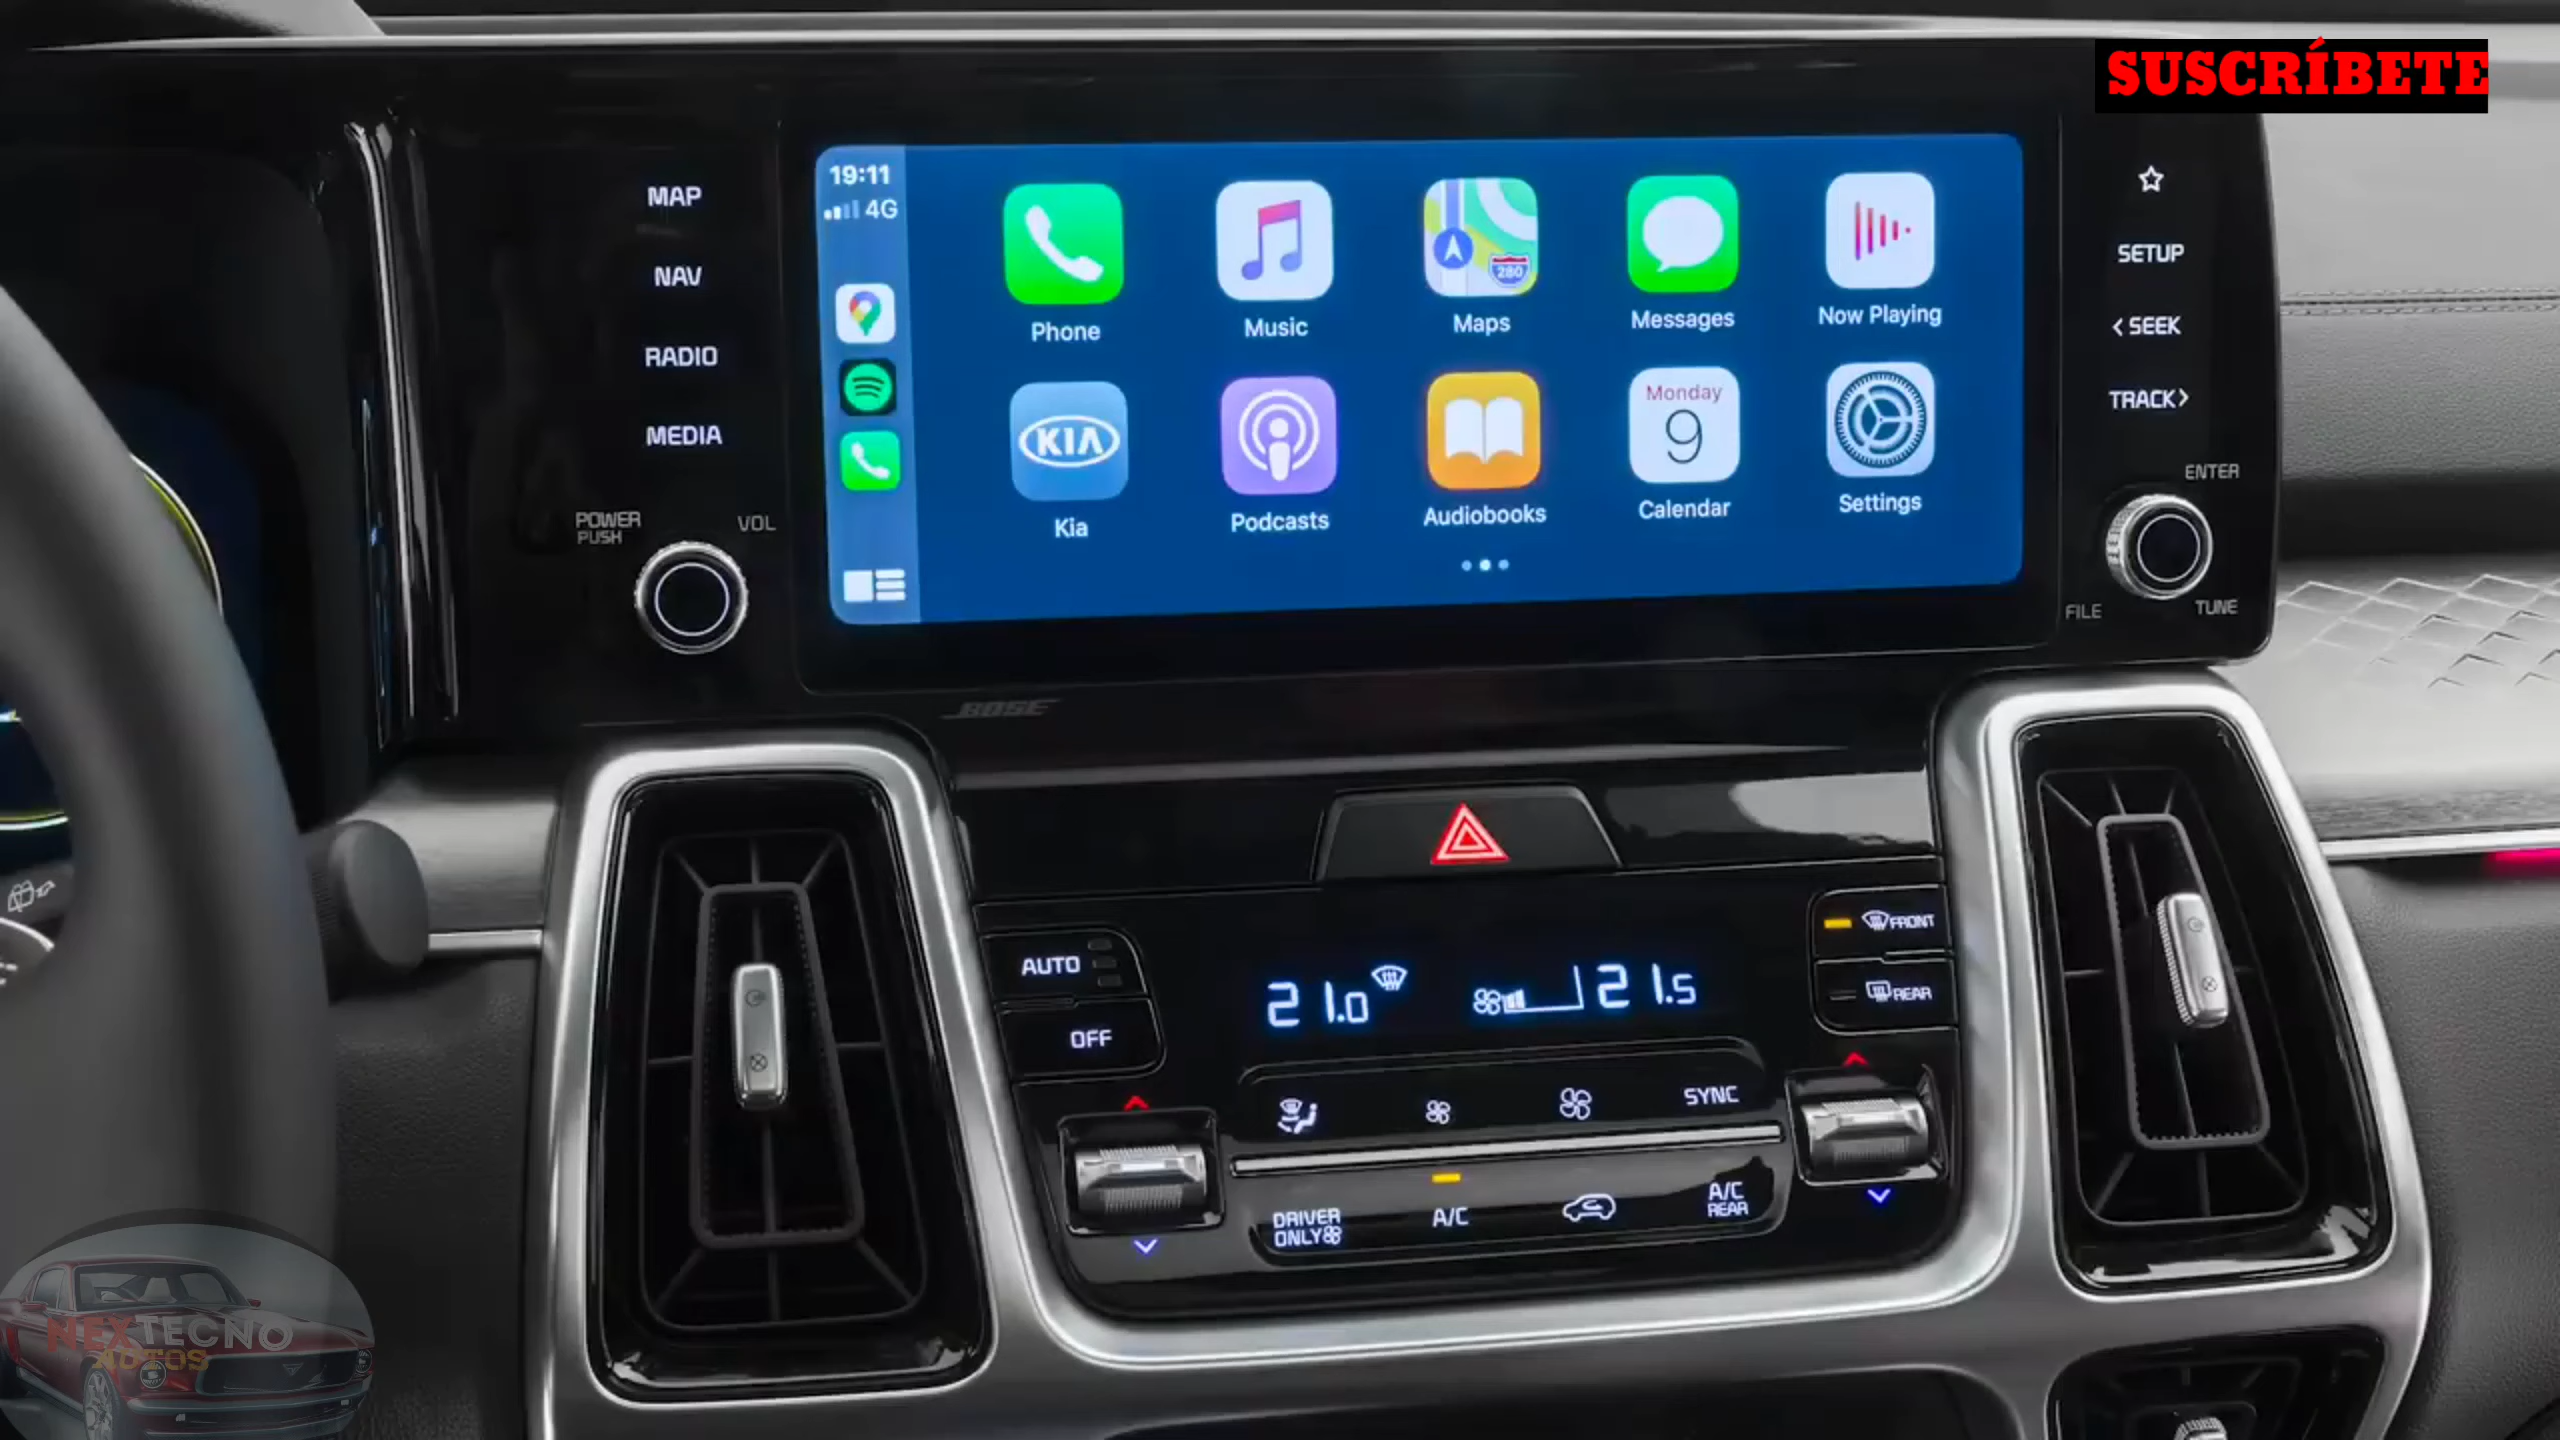 SUSCRÍBETE
MAP
NAV
RADIO
MEDIA
POWER
PUSH
VOL
19:11
4G
Phone
Music
280
Maps
Messages
Now Playing
KIA
Kia
Podcasts
Audiobooks
Monday
9
Calendar
Settings
SETUP
< SEEK
TRACK >
ENTER
FILE
TUNE
BOSE
AUTO
OFF
21.0
21.5
FRONT
REAR
SYNC
DRIVER
ONLY
A/C
A/C
REAR
NEXTECNO
AUTOS